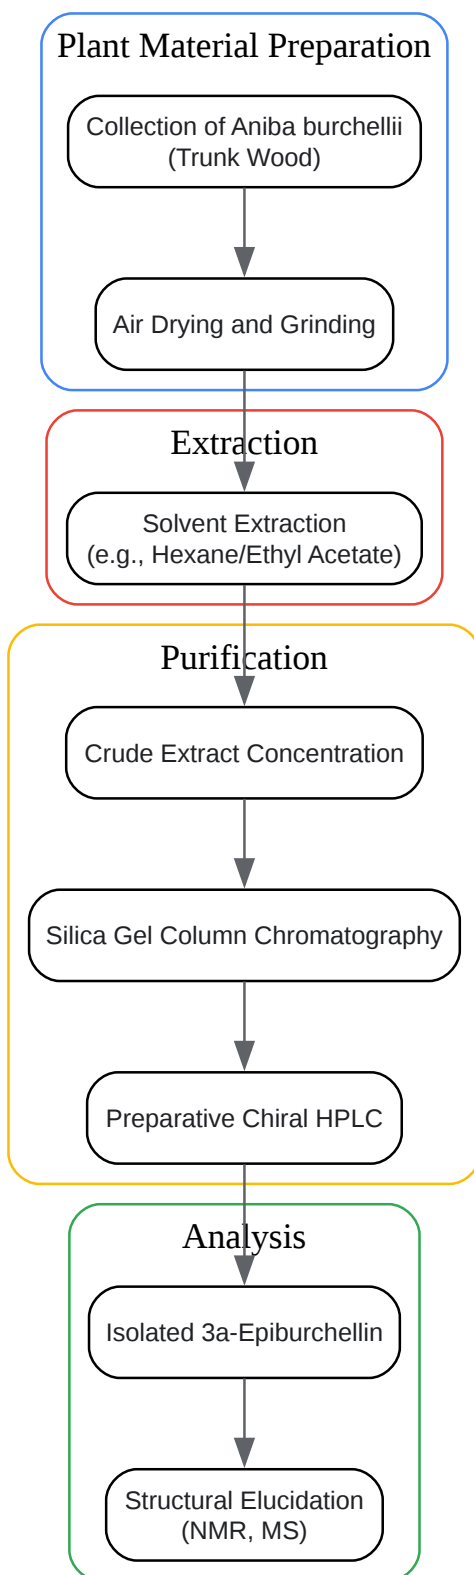 Plant Material Preparation
Collection of Aniba burchellii
(Trunk Wood)
Air Drying and Grinding
Extraction
Solvent Extraction
(e.g., Hexane/Ethyl Acetate)
Purification
Crude Extract Concentration
Silica Gel Column Chromatography
Preparative Chiral HPLC
Analysis
Isolated 3a-Epiburchellin
Structural Elucidation
(NMR, MS)